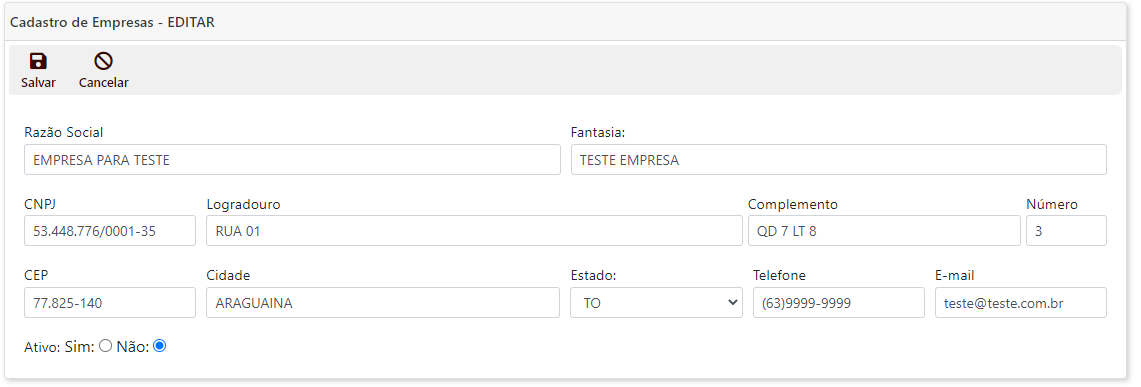 Cadastro de Empresas - EDITAR
Salvar Cancelar
Razão Social Fantasia:
EMPRESA PARA TESTE TESTE EMPRESA
CNPJ Logradouro Complemento Número
53.448.776/0001-35 RUA 01 QD 7 LT 8 3
CEP Cidade Estado: Telefone E-mail
77.825-140 ARAGUAINA TO (63)9999-9999 teste@teste.com.br
Ativo: Sim: Não: